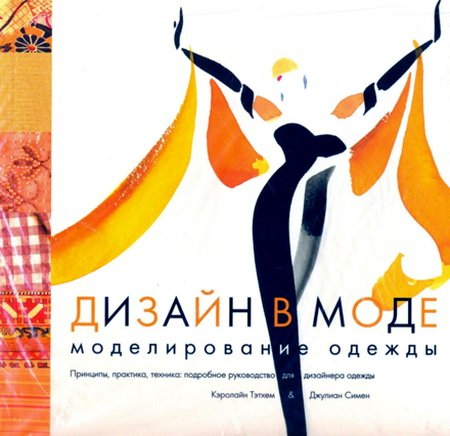 ДИЗАЙН В МОДЕ
моделирование одежды
Принципы, практика, техника: подробное руководство для дизайнера одежды
Кэролайн Тэтхем & Джулиан Симен